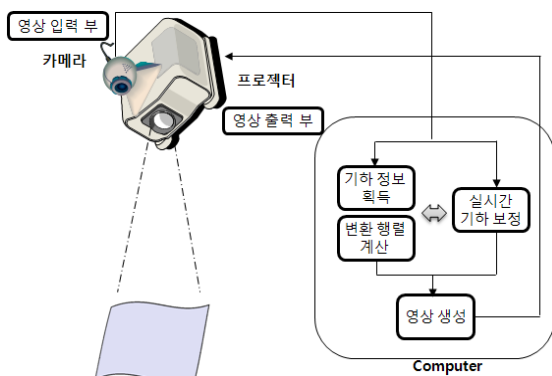 영상 입력 부
카메라
프로젝터
영상 출력 부
기하 정보
획득
변환 행렬
계산
실시간
기하 보정
영상 생성
Computer